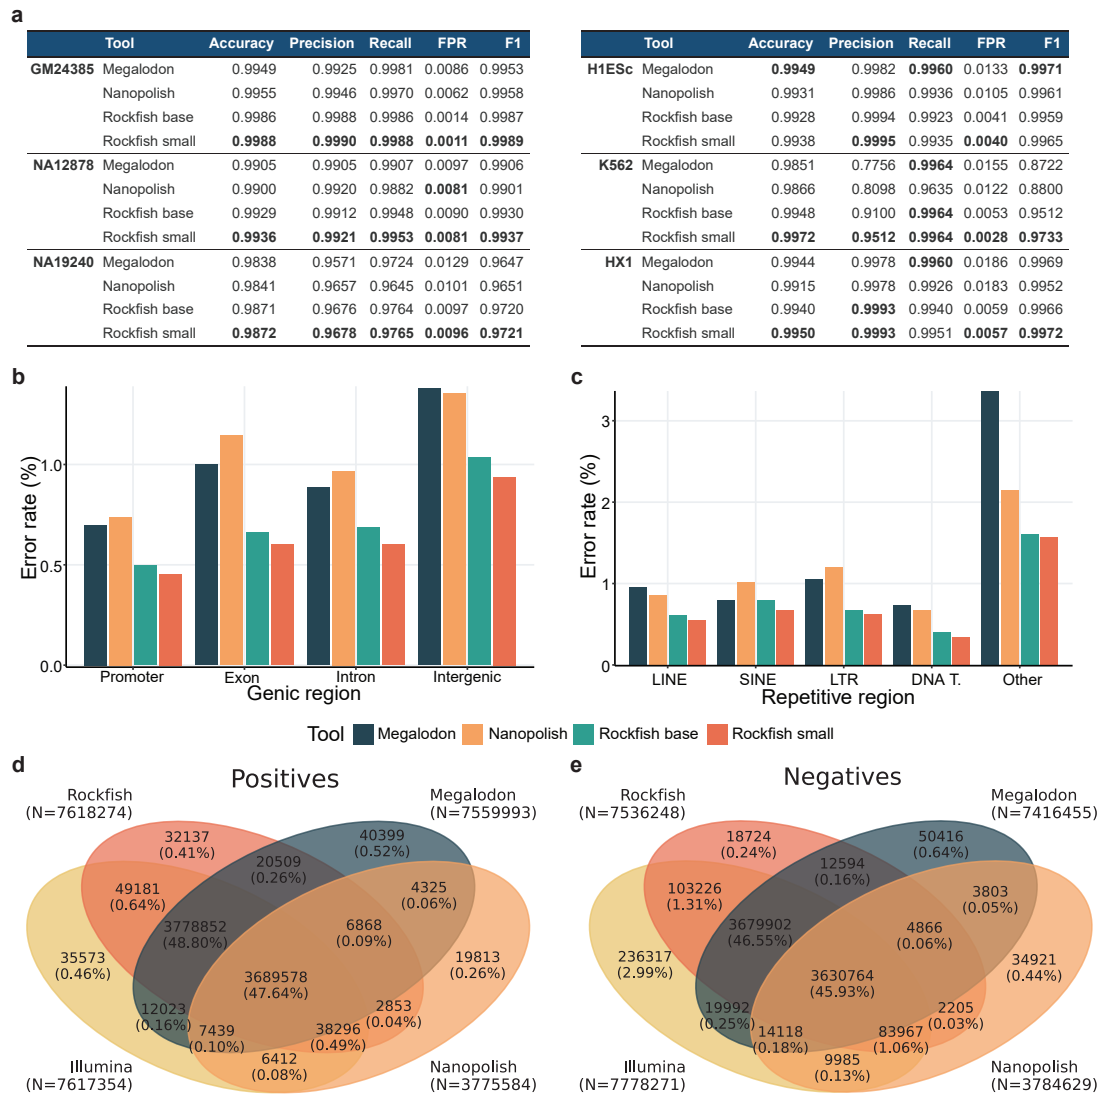 a
Tool Accuracy Precision Recall FPR F1
GM24385 Megalodon 0.9949 0.9925 0.9981 0.0086 0.9953
Nanopolish 0.9955 0.9946 0.9970 0.0062 0.9958
Rockfish base 0.9986 0.9988 0.9986 0.0014 0.9987
Rockfish small 0.9988 0.9990 0.9988 0.0011 0.9989
NA12878 Megalodon 0.9905 0.9905 0.9907 0.0097 0.9906
Nanopolish 0.9900 0.9920 0.9882 0.0081 0.9901
Rockfish base 0.9929 0.9912 0.9948 0.0090 0.9930
Rockfish small 0.9936 0.9921 0.9953 0.0081 0.9937
NA19240 Megalodon 0.9838 0.9571 0.9724 0.0129 0.9647
Nanopolish 0.9841 0.9657 0.9645 0.0101 0.9651
Rockfish base 0.9871 0.9676 0.9764 0.0097 0.9720
Rockfish small 0.9872 0.9678 0.9765 0.0096 0.9721
Tool Accuracy Precision Recall FPR F1
H1ESc Megalodon 0.9949 0.9982 0.9960 0.0133 0.9971
Nanopolish 0.9931 0.9986 0.9936 0.0105 0.9961
Rockfish base 0.9928 0.9994 0.9923 0.0041 0.9959
Rockfish small 0.9938 0.9995 0.9935 0.0040 0.9965
K562 Megalodon 0.9851 0.7756 0.9964 0.0155 0.8722
Nanopolish 0.9866 0.8098 0.9635 0.0122 0.8800
Rockfish base 0.9948 0.9100 0.9964 0.0053 0.9512
Rockfish small 0.9972 0.9512 0.9964 0.0028 0.9733
HX1 Megalodon 0.9944 0.9978 0.9960 0.0186 0.9969
Nanopolish 0.9915 0.9978 0.9926 0.0183 0.9952
Rockfish base 0.9940 0.9993 0.9940 0.0059 0.9966
Rockfish small 0.9950 0.9993 0.9951 0.0057 0.9972
b
Error rate (%)
1.0
0.5
0.0
Promoter Exon Intron Intergenic
Genic region
c
Error rate (%)
3
2
1
0
LINE SINE LTR DNA T. Other
Repetitive region
Tool Megalodon Nanopolish Rockfish base Rockfish small
d
Positives
Rockfish
(N=7618274)
Megalodon
(N=7559993)
32137
(0.41%)
40399
(0.52%)
20509
(0.26%)
49181
(0.64%)
4325
(0.06%)
3778852
(48.80%)
6868
(0.09%)
35573
(0.46%)
19813
(0.26%)
3689578
(47.64%)
12023
(0.16%)
2853
(0.04%)
7439
(0.10%)
38296
(0.49%)
6412
(0.08%)
Illumina
(N=7617354)
Nanopolish
(N=3775584)
e
Negatives
Rockfish
(N=7536248)
Megalodon
(N=7416455)
18724
(0.24%)
50416
(0.64%)
12594
(0.16%)
103226
(1.31%)
3803
(0.05%)
3679902
(46.55%)
4866
(0.06%)
236317
(2.99%)
34921
(0.44%)
3630764
(45.93%)
19992
(0.25%)
2205
(0.03%)
14118
(0.18%)
83967
(1.06%)
9985
(0.13%)
Illumina
(N=7778271)
Nanopolish
(N=3784629)